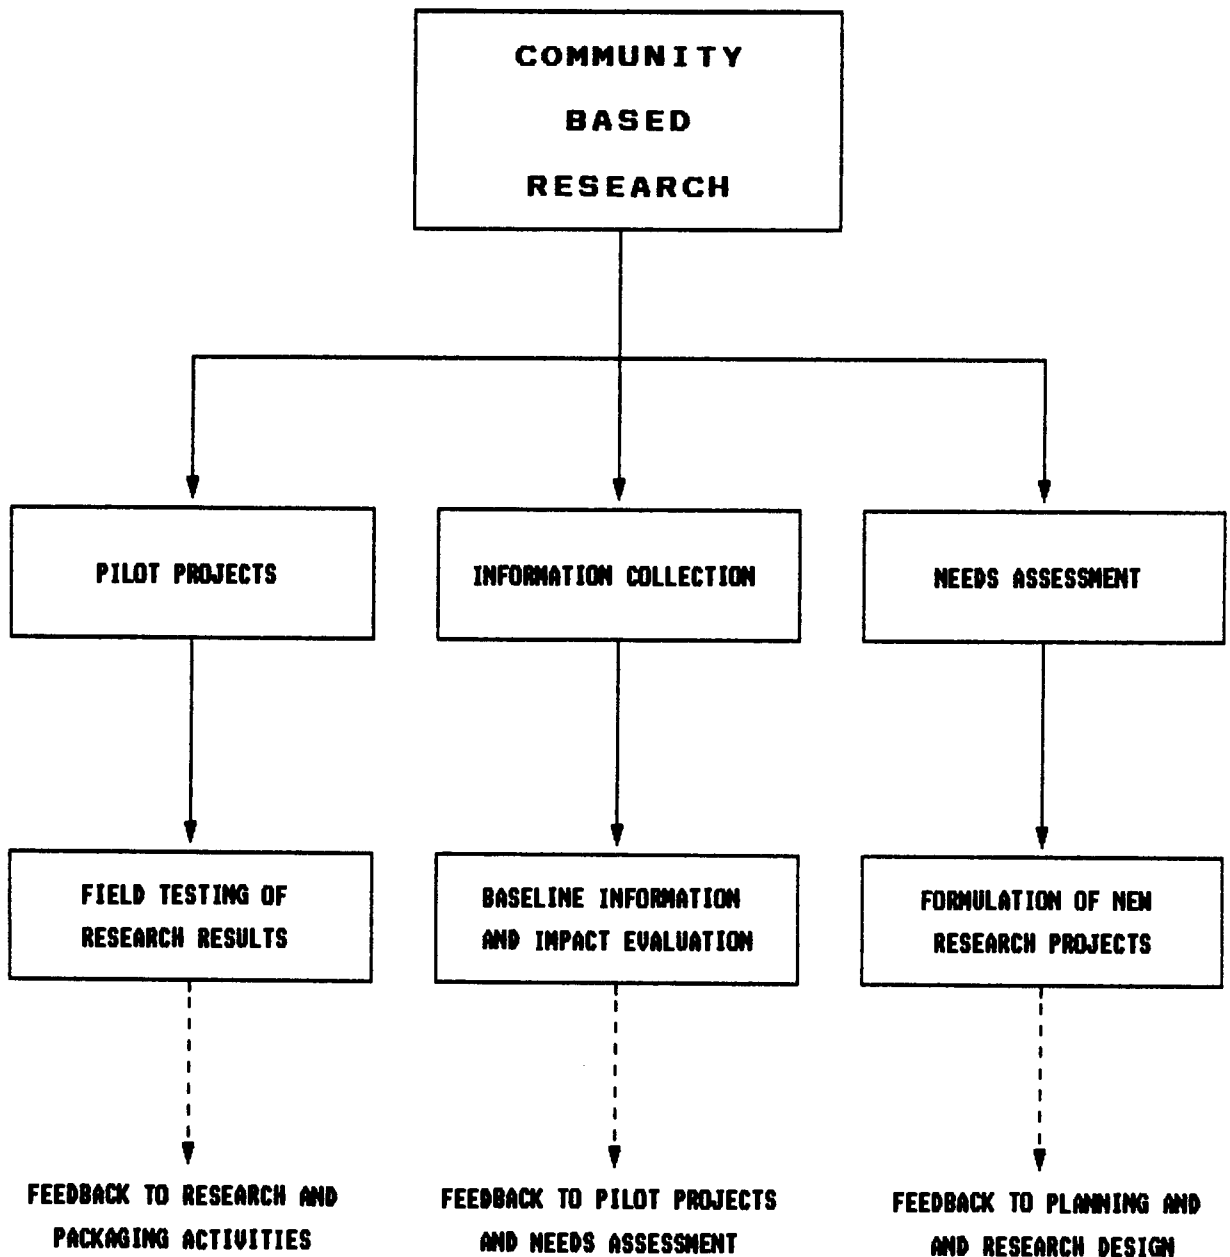 COMMUNITY
BASED
RESEARCH
PILOT PROJECTS
INFORMATION COLLECTION
NEEDS ASSESSMENT
FIELD TESTING OF
RESEARCH RESULTS
BASELINE INFORMATION
AND IMPACT EVALUATION
FORMULATION OF NEW
RESEARCH PROJECTS
FEEDBACK TO RESEARCH AND
PACKAGING ACTIVITIES
FEEDBACK TO PILOT PROJECTS
AND NEEDS ASSESSMENT
FEEDBACK TO PLANNING AND
AND RESEARCH DESIGN